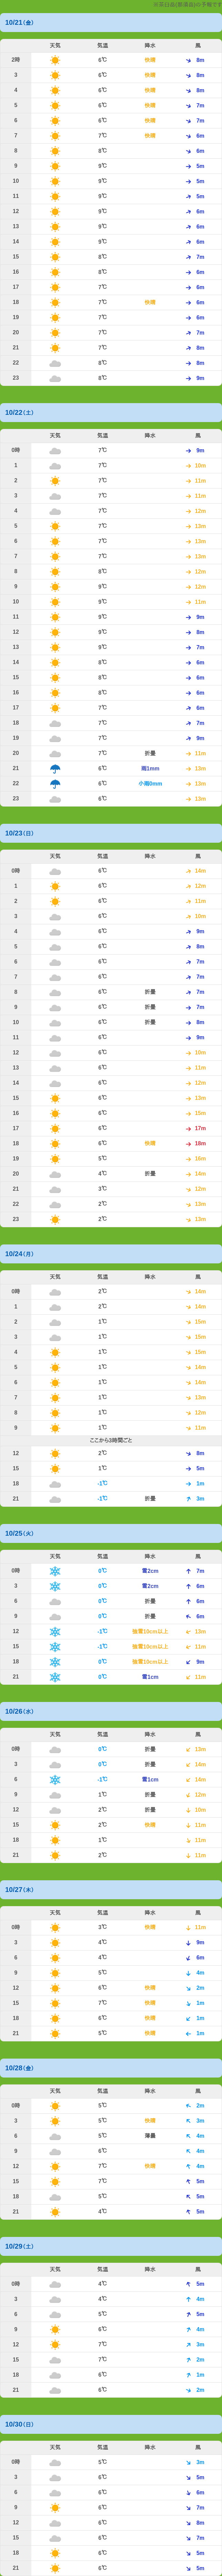 10/21(金)
天気 気温 降水 風
2時 6℃ 快晴 8m
3 6℃ 快晴 8m
4 6℃ 快晴 8m
5 6℃ 快晴 7m
6 6℃ 快晴 7m
7 7℃ 快晴 6m
8 8℃ 6m
9 9℃ 5m
10 9℃ 5m
11 9℃ 5m
12 9℃ 6m
13 9℃ 6m
14 9℃ 6m
15 8℃ 7m
16 8℃ 6m
17 7℃ 6m
18 7℃ 快晴 6m
19 7℃ 6m
20 7℃ 7m
21 7℃ 8m
22 8℃ 8m
23 8℃ 9m
10/22(土)
天気 気温 降水 風
0時 7℃ 9m
1 7℃ 10m
2 7℃ 11m
3 7℃ 11m
4 7℃ 12m
5 7℃ 13m
6 7℃ 13m
7 7℃ 13m
8 8℃ 12m
9 9℃ 12m
10 9℃ 11m
11 9℃ 9m
12 9℃ 8m
13 9℃ 7m
14 8℃ 6m
15 8℃ 6m
16 8℃ 6m
17 7℃ 6m
18 7℃ 7m
19 7℃ 9m
20 7℃ 折曇 11m
21 6℃ 雨1mm 13m
22 6℃ 小雨0mm 13m
23 6℃ 13m
10/23(日)
天気 気温 降水 風
0時 6℃ 14m
1 6℃ 12m
2 6℃ 11m
3 6℃ 10m
4 6℃ 9m
5 6℃ 8m
6 6℃ 7m
7 6℃ 7m
8 6℃ 折曇 7m
9 6℃ 折曇 7m
10 6℃ 折曇 8m
11 6℃ 9m
12 6℃ 10m
13 6℃ 11m
14 6℃ 12m
15 6℃ 13m
16 6℃ 15m
17 6℃ 17m
18 6℃ 快晴 18m
19 5℃ 16m
20 4℃ 折曇 14m
21 3℃ 12m
22 2℃ 13m
23 2℃ 13m
10/24(月)
天気 気温 降水 風
0時 2℃ 14m
1 2℃ 14m
2 1℃ 15m
3 1℃ 15m
4 1℃ 15m
5 1℃ 14m
6 1℃ 14m
7 1℃ 13m
8 1℃ 12m
9 1℃ 11m
ここから3時間ごと
12 2℃ 8m
15 1℃ 5m
18 -1℃ 1m
21 -1℃ 折曇 3m
10/25(火)
天気 気温 降水 風
0時 0℃ 雪2cm 7m
3 0℃ 雪2cm 6m
6 0℃ 折曇 6m
9 0℃ 折曇 6m
12 -1℃ 強雪10cm以上 13m
15 -1℃ 強雪10cm以上 11m
18 0℃ 強雪10cm以上 9m
21 0℃ 雪1cm 11m
10/26(水)
天気 気温 降水 風
0時 0℃ 折曇 13m
3 0℃ 折曇 14m
6 -1℃ 雪1cm 14m
9 1℃ 折曇 12m
12 2℃ 折曇 10m
15 2℃ 快晴 11m
18 1℃ 11m
21 2℃ 11m
10/27(木)
天気 気温 降水 風
0時 3℃ 快晴 11m
3 4℃ 9m
6 4℃ 6m
9 5℃ 4m
12 6℃ 快晴 2m
15 7℃ 快晴 1m
18 6℃ 快晴 1m
21 5℃ 快晴 1m
10/28(金)
天気 気温 降水 風
0時 5℃ 2m
3 5℃ 快晴 3m
6 5℃ 薄曇 4m
9 6℃ 4m
12 7℃ 快晴 4m
15 7℃ 5m
18 5℃ 5m
21 4℃ 5m
10/29(土)
天気 気温 降水 風
0時 4℃ 5m
3 4℃ 4m
6 5℃ 5m
9 6℃ 4m
12 7℃ 3m
15 7℃ 2m
18 6℃ 1m
21 6℃ 2m
10/30(日)
天気 気温 降水 風
0時 5℃ 3m
3 6℃ 5m
6 6℃ 6m
9 6℃ 7m
12 6℃ 8m
15 6℃ 7m
18 6℃ 5m
21 6℃ 5m